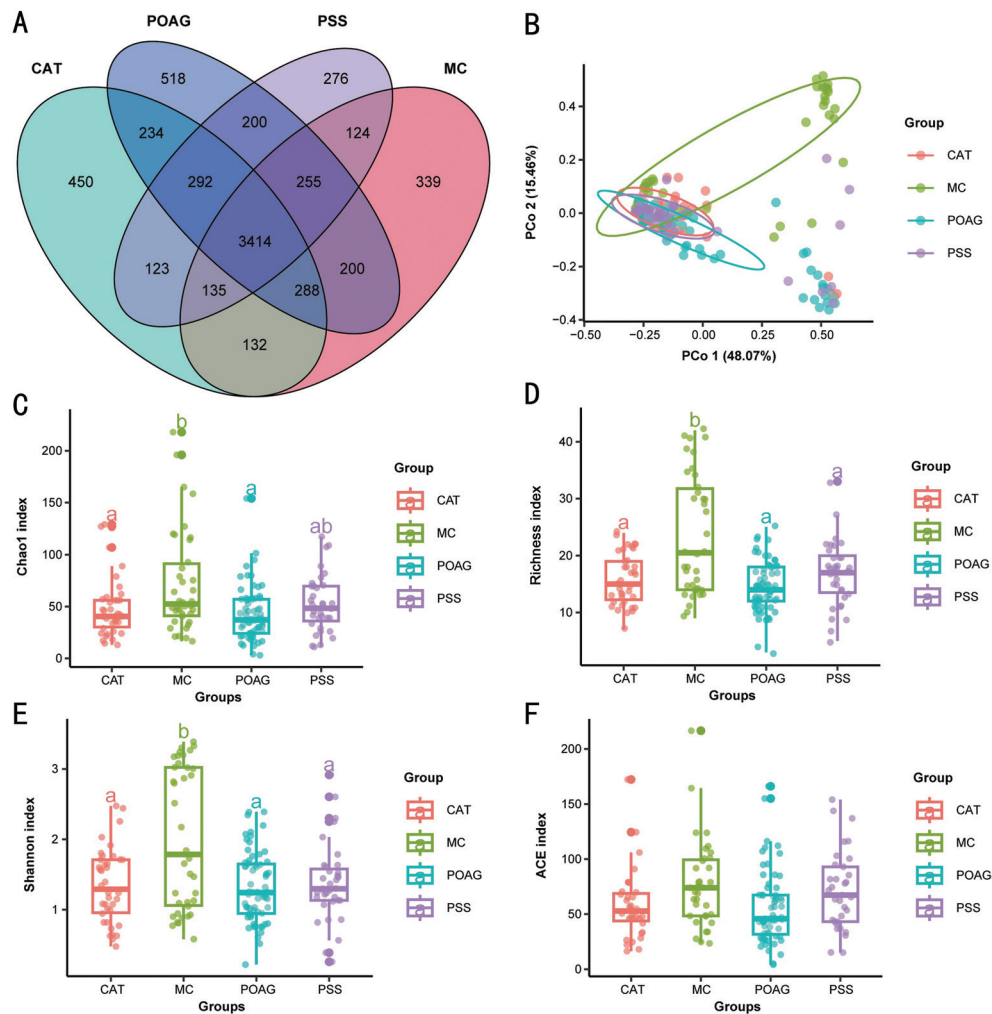 A
POAG
PSS
CAT
MC
518
276
234
200
124
450
292
255
339
3414
123
200
135
288
132
B
PCo 2 (15.46%)
0.4
0.2
0.0
−0.2
−0.4
−0.50
−0.25
0.00
0.25
0.50
PCo 1 (48.07%)
Group
CAT
MC
POAG
PSS
C
Chao1 index
200
150
100
50
0
a
b
a
ab
CAT
MC
POAG
PSS
Groups
Group
a CAT
a MC
a POAG
a PSS
D
Richness index
40
30
20
10
a
b
a
a
CAT
MC
POAG
PSS
Groups
Group
a CAT
a MC
a POAG
a PSS
E
Shannon index
3
2
1
a
b
a
a
CAT
MC
POAG
PSS
Groups
Group
a CAT
a MC
a POAG
a PSS
F
ACE index
200
150
100
50
0
CAT
MC
POAG
PSS
Groups
Group
a CAT
a MC
a POAG
a PSS